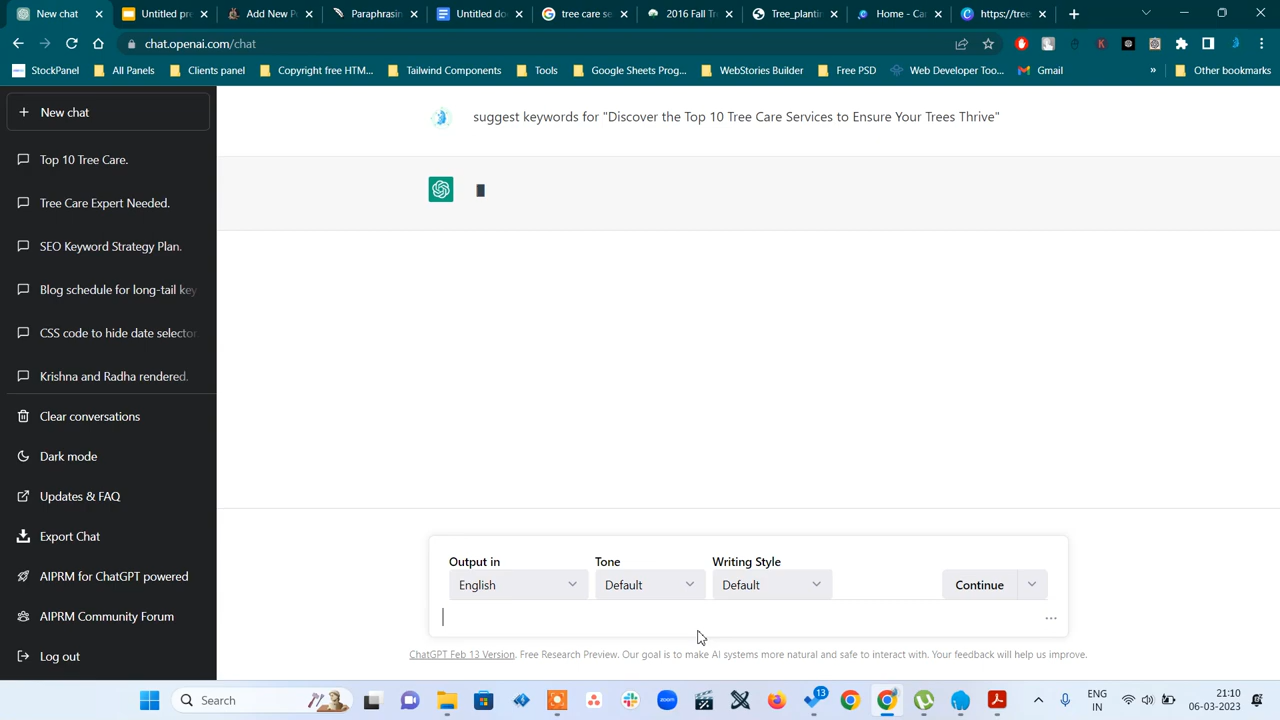 New chat
Untitled pre
Add New P
Paraphrasin
Untitled do
tree care se
2016 Fall Tr
Tree_plantir
Home - Car
https://tree
chat.openai.com/chat
StockPanel
All Panels
Clients panel
Copyright free HTM...
Tailwind Components
Tools
Google Sheets Prog...
WebStories Builder
Free PSD
Web Developer Too...
Gmail
»
Other bookmarks
New chat
suggest keywords for "Discover the Top 10 Tree Care Services to Ensure Your Trees Thrive"
Top 10 Tree Care.
Tree Care Expert Needed.
SEO Keyword Strategy Plan.
Blog schedule for long-tail key
CSS code to hide date selector
Krishna and Radha rendered.
Clear conversations
Dark mode
Updates & FAQ
Export Chat
AIPRM for ChatGPT powered
AIPRM Community Forum
Log out
Output in
Tone
Writing Style
English
Default
Default
Continue
ChatGPT Feb 13 Version. Free Research Preview. Our goal is to make AI systems more natural and safe to interact with. Your feedback will help us improve.
Search
zoom
13
ENG
IN
21:10
06-03-2023